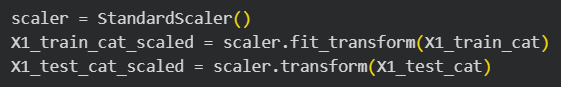 scaler = StandardScaler()
X1_train_cat_scaled = scaler.fit_transform(X1_train_cat)
X1_test_cat_scaled = scaler.transform(X1_test_cat)